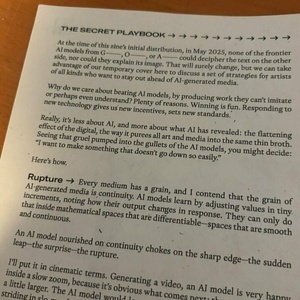 THE SECRET PLAYBOOK → → → → → → → → → → →
At the time of this zine's initial distribution, in May 2025, none of the frontier
AI models from G——, O——, or A—— could decipher the text on the other
side, nor could they explain its image. That will surely change, but we can take
advantage of our temporary cover here to discuss a set of strategies for artists
of all kinds who want to stay out ahead of AI-generated media.
Why do we care about beating AI models, by producing work they can't imitate
or perhaps even understand? Plenty of reasons. Winning is fun. Responding to
new technology gives us new incentives, sets new standards.
Really, it's less about AI, and more about what AI has revealed: the flattening
effect of the digital, the way it purees all art and media into the same thin broth.
Seeing that gruel pumped into the gullets of the AI models, you might decide:
"I want to make something that doesn't go down so easily."
Here's how.
Rupture → Every medium has a grain, and I contend that the grain of
AI-generated media is continuity. AI models learn by adjusting values in tiny
increments, noting how their output changes in response. They can only do
that inside mathematical spaces that are differentiable—spaces that are smooth
and continuous.
An AI model nourished on continuity chokes on the sharp edge—the sudden
leap—the surprise—the rupture.
I'll put it in cinematic terms. Generating a video, an AI model is very happy
inside a slow zoom, because it's obvious what comes next:
a little larger. The AI model would
striding in